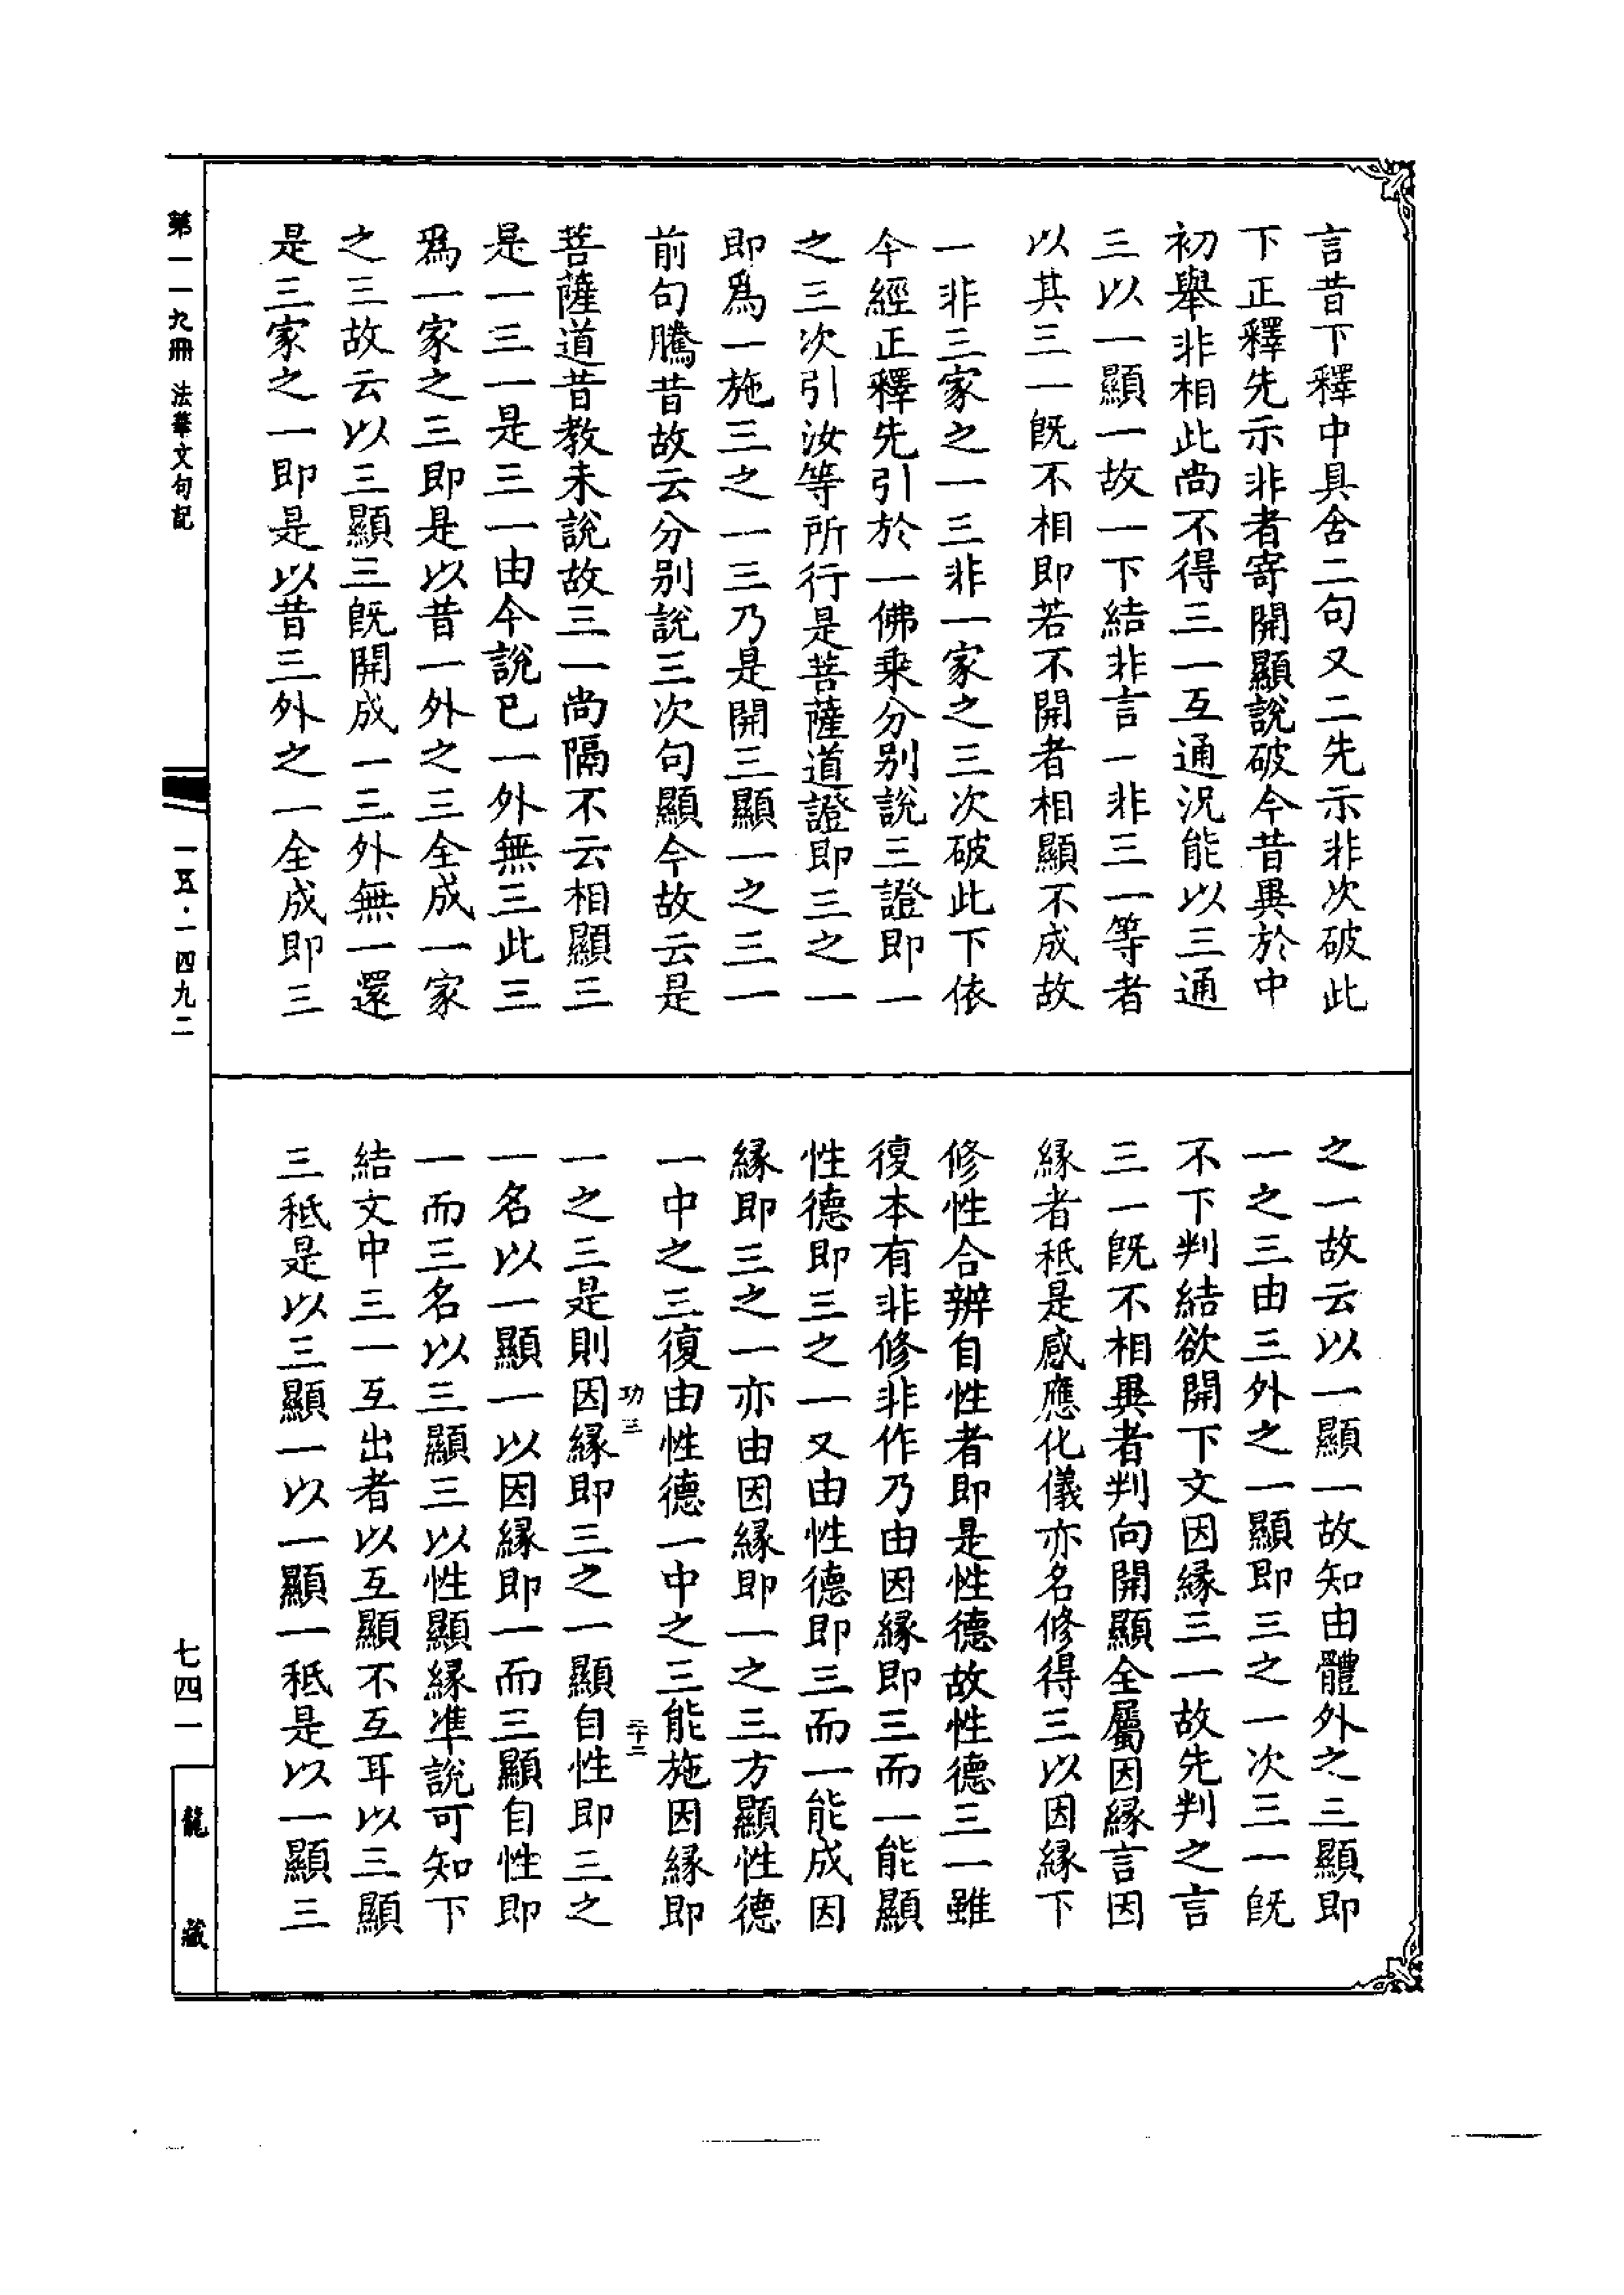 言昔下釋中具含二句又二先示非次破此
下正釋先示非者寄開顯說破今昔異於中
初舉非相此尚不得三一互通況能以三通
三以一顯一故一下結非言一非三一等者
以其三一旣不相即若不開者相顯不成故
一非三家之一三非一家之三次破此下依
今經正釋先引於一佛乘分別說三證即一
之三次引汝等所行是菩薩道證即三之一
即爲一施三之一三乃是開三顯一之三一
前句騰昔故云分別說三次句顯今故云是
菩薩道昔教未說故三一尚隔不云相顯三
是一三一是三一由今說已一外無三此三
爲一家之三即是以昔一外之三全成一家
之三故云以三顯三旣開成一三外無一還
是三家之一即是以昔三外之一全成即三
之一故云以一顯一故知由體外之三顯即
一之三由三外之一顯即三之一次三一旣
不下判結欲開下文因縁三一故先判之言
三一旣不相異者判向開顯全屬因縁言因
縁者秪是感應化儀亦名修得三以因縁下
修性合辨自性者即是性德故性德三一雖
復本有非修非作乃由因縁即三而一能顯
性德即三之一又由性德即三而一能成因
縁即三之一亦由因縁即一之三方顯性德
一中之三復由性德一中之三能施因縁即
功三
二十二
一之三是則因縁即三之一顯自性即三之
一名以一顯一以因縁即一而三顯自性即
一而三名以三顯三以性顯縁准說可知下
結文中三一互出者以互顯不互耳以三顯
三秪是以三顯一以一顯一秪是以一顯三
第一一九冊 法華文句記
一五·一四九二
七四一
龍藏